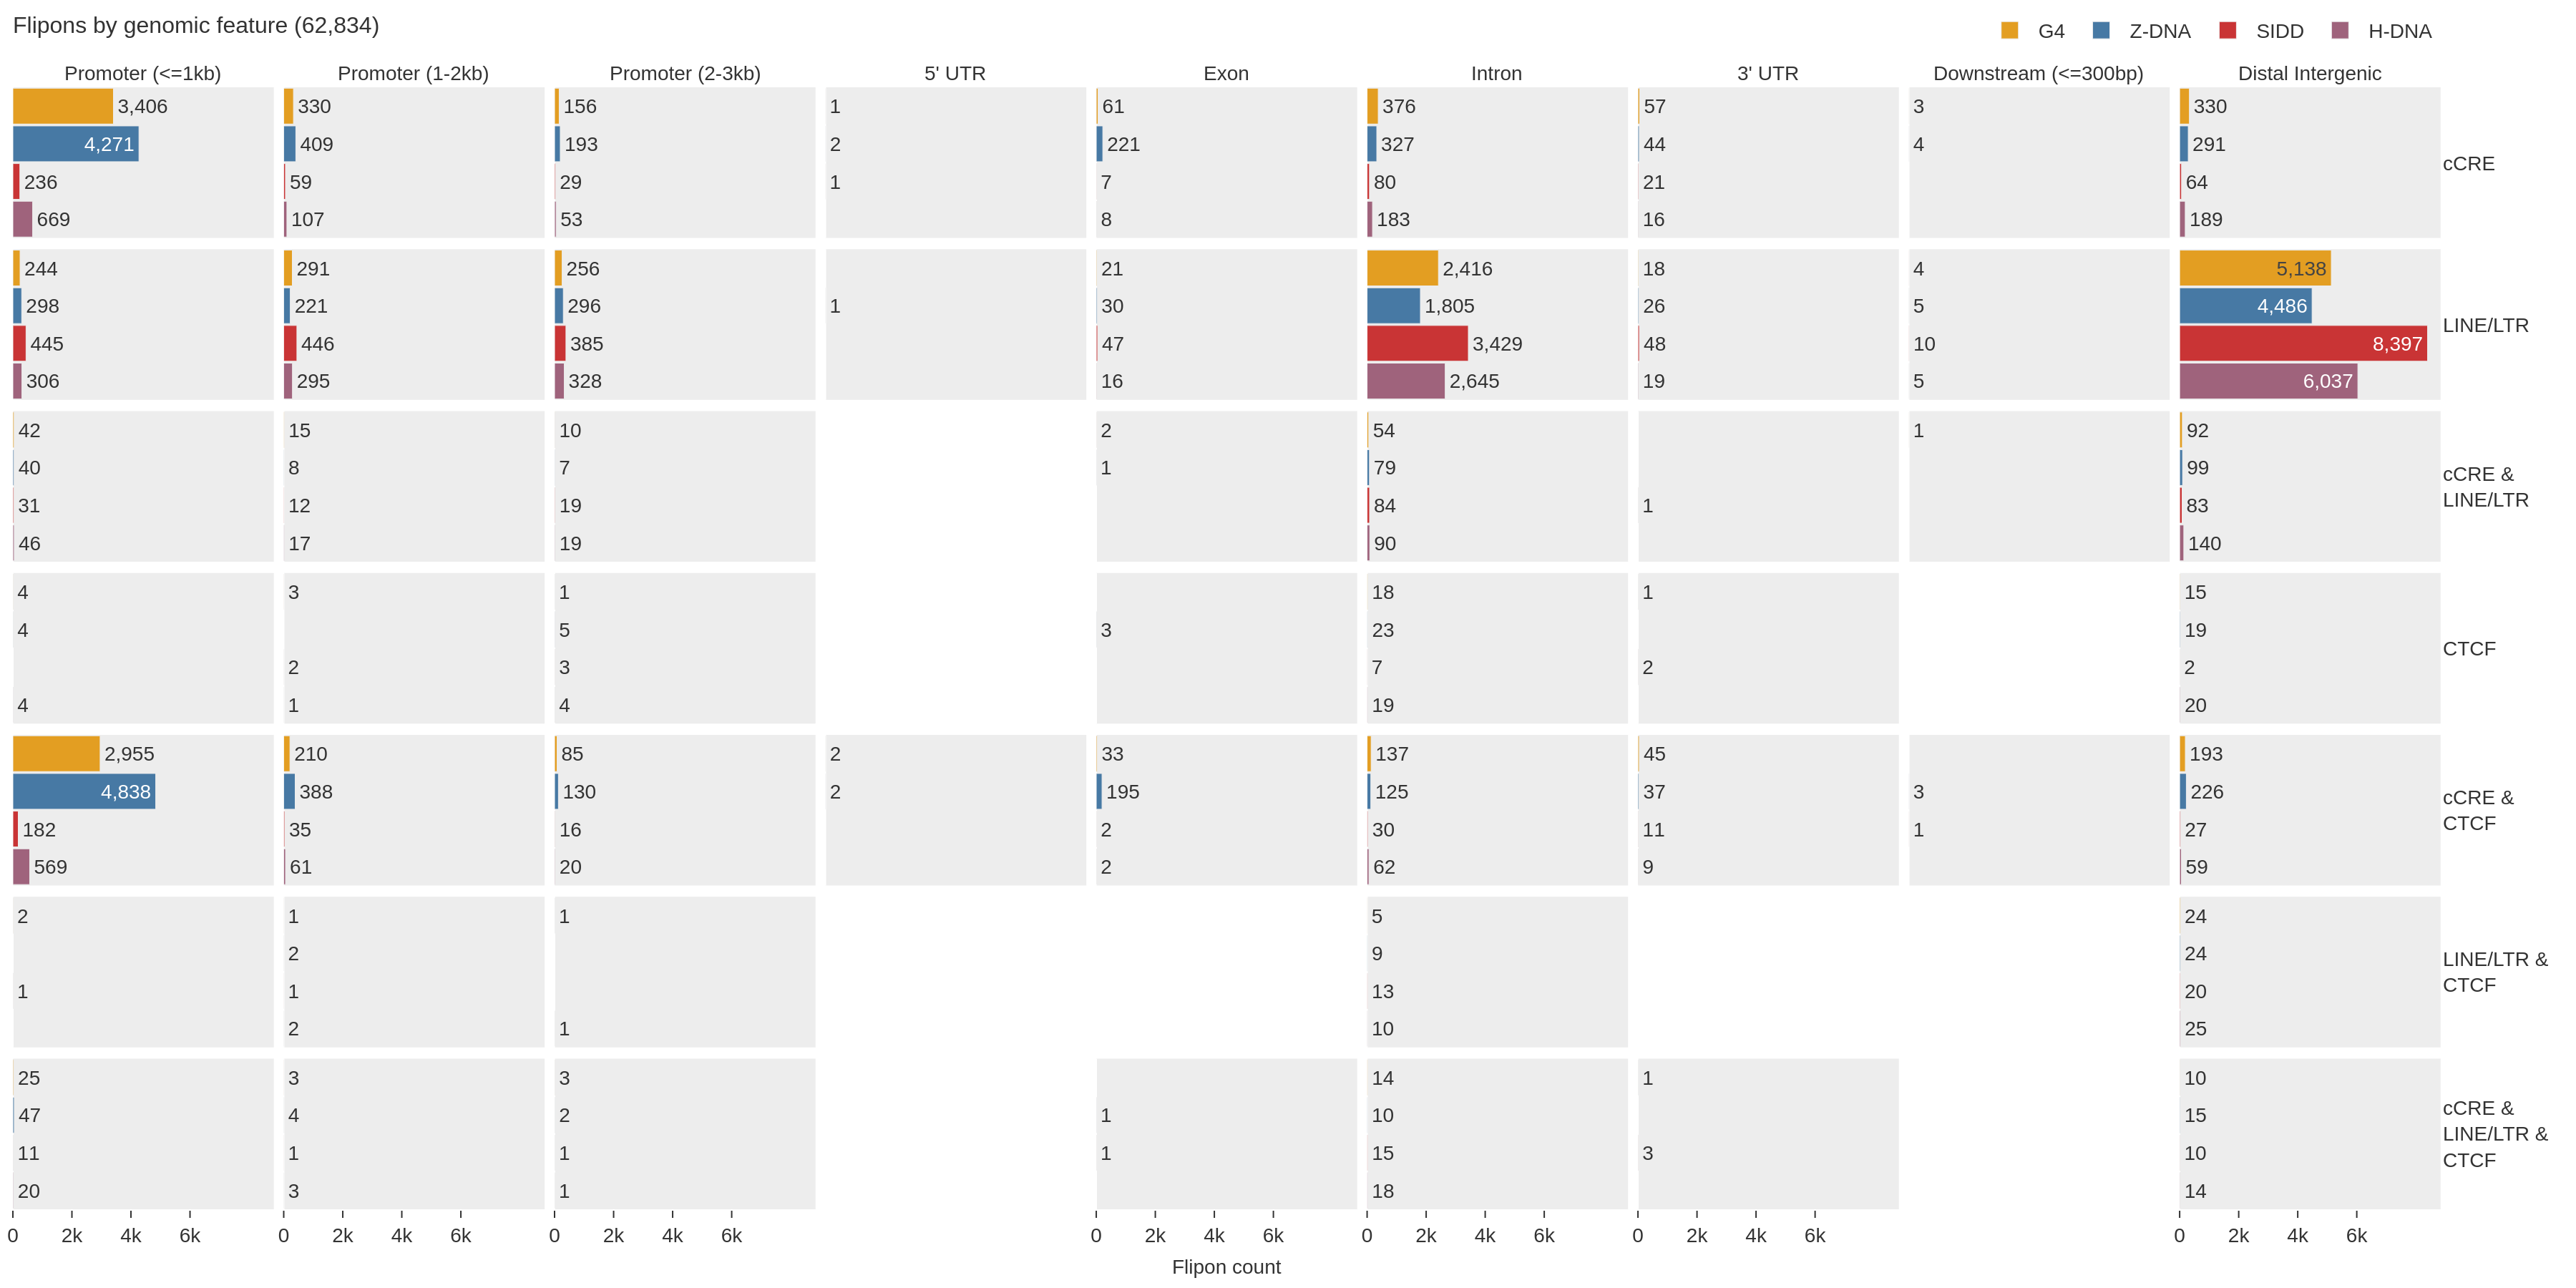 Flipons by genomic feature (62,834)
G4 Z-DNA SIDD H-DNA
Promoter (<=1kb) Promoter (1-2kb) Promoter (2-3kb) 5' UTR Exon Intron 3' UTR Downstream (<=300bp) Distal Intergenic
3,406 330 156 1 61 376 57 3 330
4,271 409 193 2 221 327 44 4 291
cCRE
236 59 29 1 7 80 21 64
669 107 53 8 183 16 189
244 291 256 21 2,416 18 4 5,138
298 221 296 1 30 1,805 26 5 4,486
LINE/LTR
445 446 385 47 3,429 48 10 8,397
306 295 328 16 2,645 19 5 6,037
42 15 10 2 54 1 92
40 8 7 1 79 99
cCRE &
LINE/LTR
31 12 19 84 1 83
46 17 19 90 140
4 3 1 18 1 15
4 5 3 23 19
CTCF
2 3 7 2 2
4 1 4 19 20
2,955 210 85 2 33 137 45 193
4,838 388 130 2 195 125 37 3 226
cCRE &
CTCF
182 35 16 2 30 11 1 27
569 61 20 2 62 9 59
2 1 1 5 24
2 9 24
LINE/LTR &
CTCF
1 1 13 20
2 1 10 25
25 3 3 14 1 10
47 4 2 1 10 15
cCRE &
LINE/LTR &
CTCF
11 1 1 1 15 3 10
20 3 1 18 14
0 2k 4k 6k 0 2k 4k 6k 0 2k 4k 6k 0 2k 4k 6k 0 2k 4k 6k 0 2k 4k 6k 0 2k 4k 6k
Flipon count